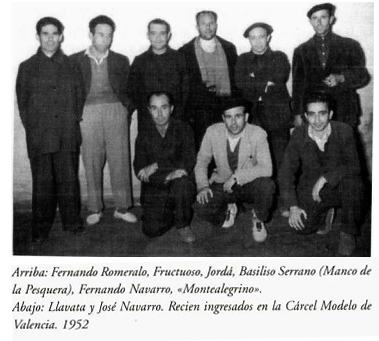 Arriba: Fernando Romeralo, Fructuoso, Jordá, Basiliso Serrano (Manco de
la Pesquera), Fernando Navarro, «Montealegrino».
Abajo: Llavata y José Navarro. Recien ingresados en la Cárcel Modelo de
Valencia. 1952